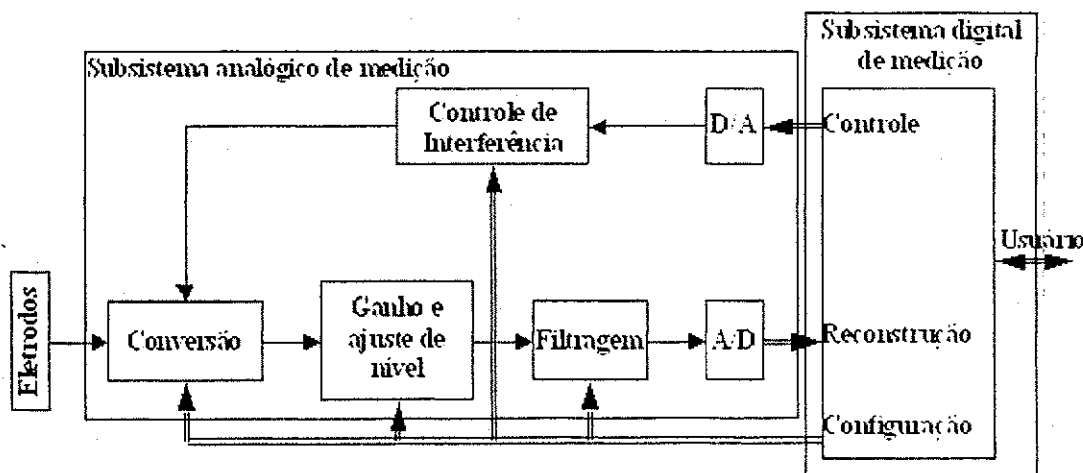 Subsistema digital
de medição
Subsistema analógico de medição
Controle de
Interferência
D/A
Controle
Usuário
Eletrodos
Conversão
Ganho e
ajuste de
nível
Filtragem
A/D
Reconstrução
Configuração